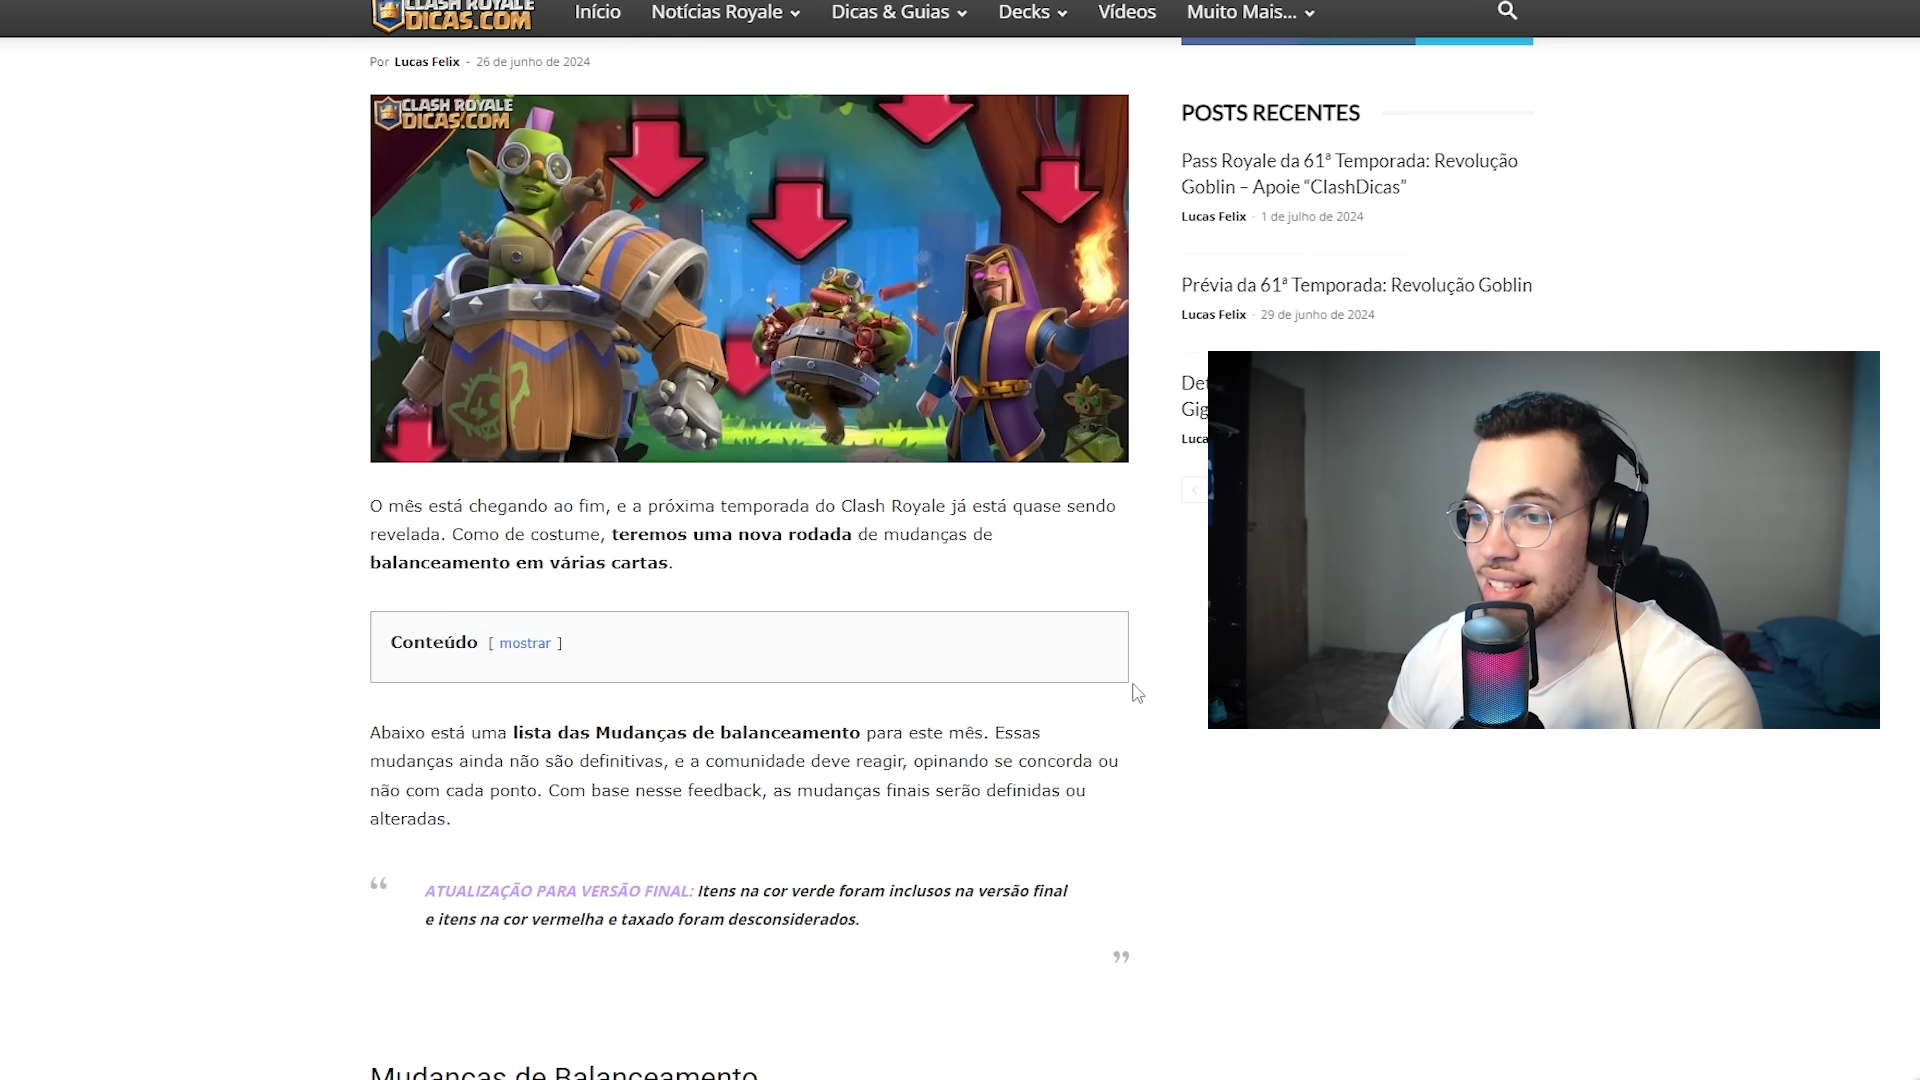 CLASH ROYALE
DICAS.COM
Início
Notícias Royale
Dicas & Guias
Decks
Vídeos
Muito Mais...
Por Lucas Felix - 26 de junho de 2024
CLASH ROYALE
DICAS.COM
O mês está chegando ao fim, e a próxima temporada do Clash Royale já está quase sendo
revelada. Como de costume, teremos uma nova rodada de mudanças de
balanceamento em várias cartas.
Conteúdo [ mostrar ]
Abaixo está uma lista das Mudanças de balanceamento para este mês. Essas
mudanças ainda não são definitivas, e a comunidade deve reagir, opinando se concorda ou
não com cada ponto. Com base nesse feedback, as mudanças finais serão definidas ou
alteradas.
“ ATUALIZAÇÃO PARA VERSÃO FINAL: Itens na cor verde foram inclusos na versão final
e itens na cor vermelha e taxado foram desconsiderados. ”
Mudanças de Balanceamento
POSTS RECENTES
Pass Royale da 61ª Temporada: Revolução
Goblin – Apoie “ClashDicas”
Lucas Felix - 1 de julho de 2024
Prévia da 61ª Temporada: Revolução Goblin
Lucas Felix - 29 de junho de 2024